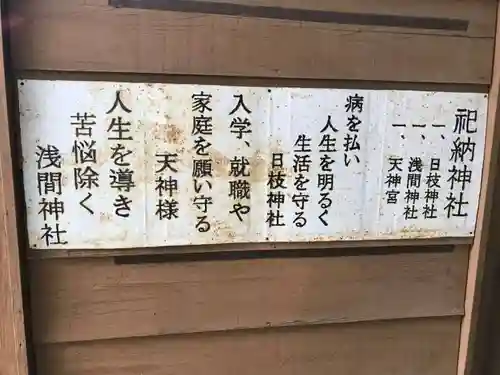 祀納神社
一、日枝神社
一、浅間神社
一、天神宮
病を払い
人生を明るく
生活を守る
日枝神社
入学、就職や
家庭を願い守る
天神様
人生を導き
苦悩除く
浅間神社